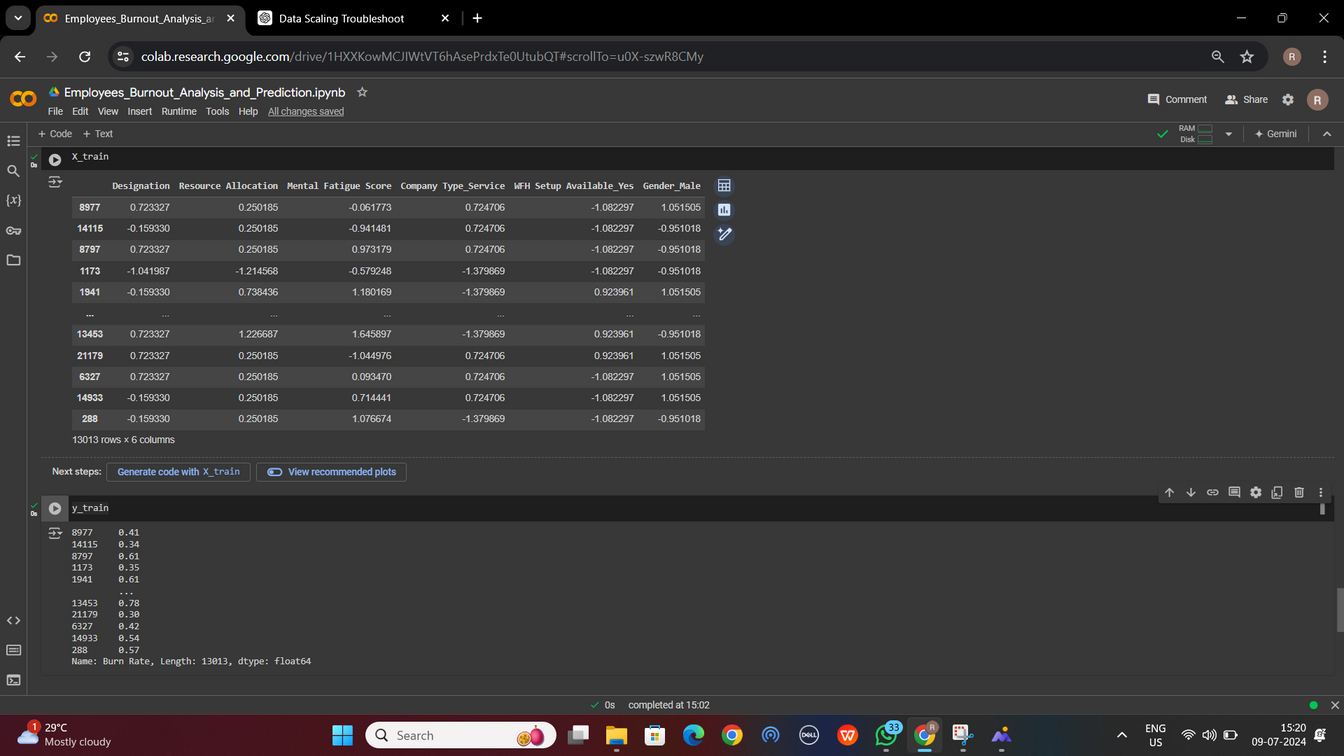 Employees_Burnout_Analysis_ar
Data Scaling Troubleshoot
colab.research.google.com/drive/1HXXKowMCJIWtVT6hAsePrdxTe0UtubQT#scrollTo=u0X-szwR8CMy
R
Employees_Burnout_Analysis_and_Prediction.ipynb
Comment Share R
File Edit View Insert Runtime Tools Help All changes saved
+ Code + Text
RAM
Disk
Gemini
0s
X_train
Designation Resource Allocation Mental Fatigue Score Company Type_Service WFH Setup Available_Yes Gender_Male
8977 0.723327 0.250185 -0.061773 0.724706 -1.082297 1.051505
14115 -0.159330 0.250185 -0.941481 0.724706 -1.082297 -0.951018
8797 0.723327 0.250185 0.973179 0.724706 -1.082297 -0.951018
1173 -1.041987 -1.214568 -0.579248 -1.379869 -1.082297 -0.951018
1941 -0.159330 0.738436 1.180169 -1.379869 0.923961 1.051505
... ... ... ... ... ... ...
13453 0.723327 1.226687 1.645897 -1.379869 0.923961 -0.951018
21179 0.723327 0.250185 -1.044976 0.724706 0.923961 1.051505
6327 0.723327 0.250185 0.093470 0.724706 -1.082297 1.051505
14933 -0.159330 0.250185 0.714441 0.724706 -1.082297 1.051505
288 -0.159330 0.250185 1.076674 -1.379869 -1.082297 -0.951018
13013 rows × 6 columns
Next steps: Generate code with X_train View recommended plots
0s
y_train
8977 0.41
14115 0.34
8797 0.61
1173 0.35
1941 0.61
...
13453 0.78
21179 0.30
6327 0.42
14933 0.54
288 0.57
Name: Burn Rate, Length: 13013, dtype: float64
0s completed at 15:02
1
29°C
Mostly cloudy
Search
DELL
33
R
ENG
US
15:20
09-07-2024